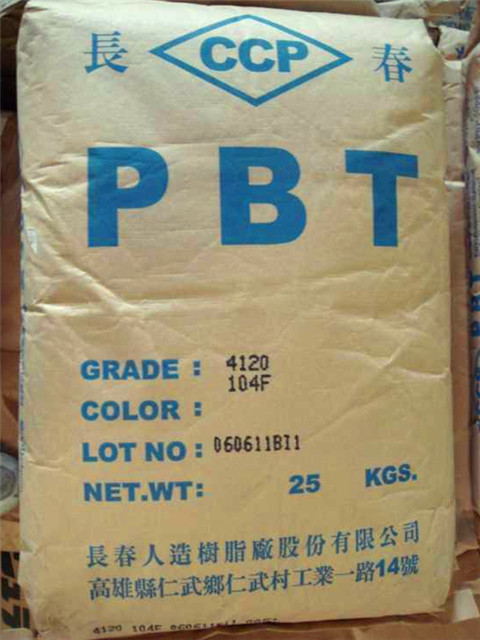 長 CCP 春
PBT
GRADE : 4120
104F
COLOR :
LOT NO : 060611BI1
NET.WT: 25 KGS.
長春人造樹脂廠股份有限公司
高雄縣仁武鄉仁武村工業一路14號
4120 104F